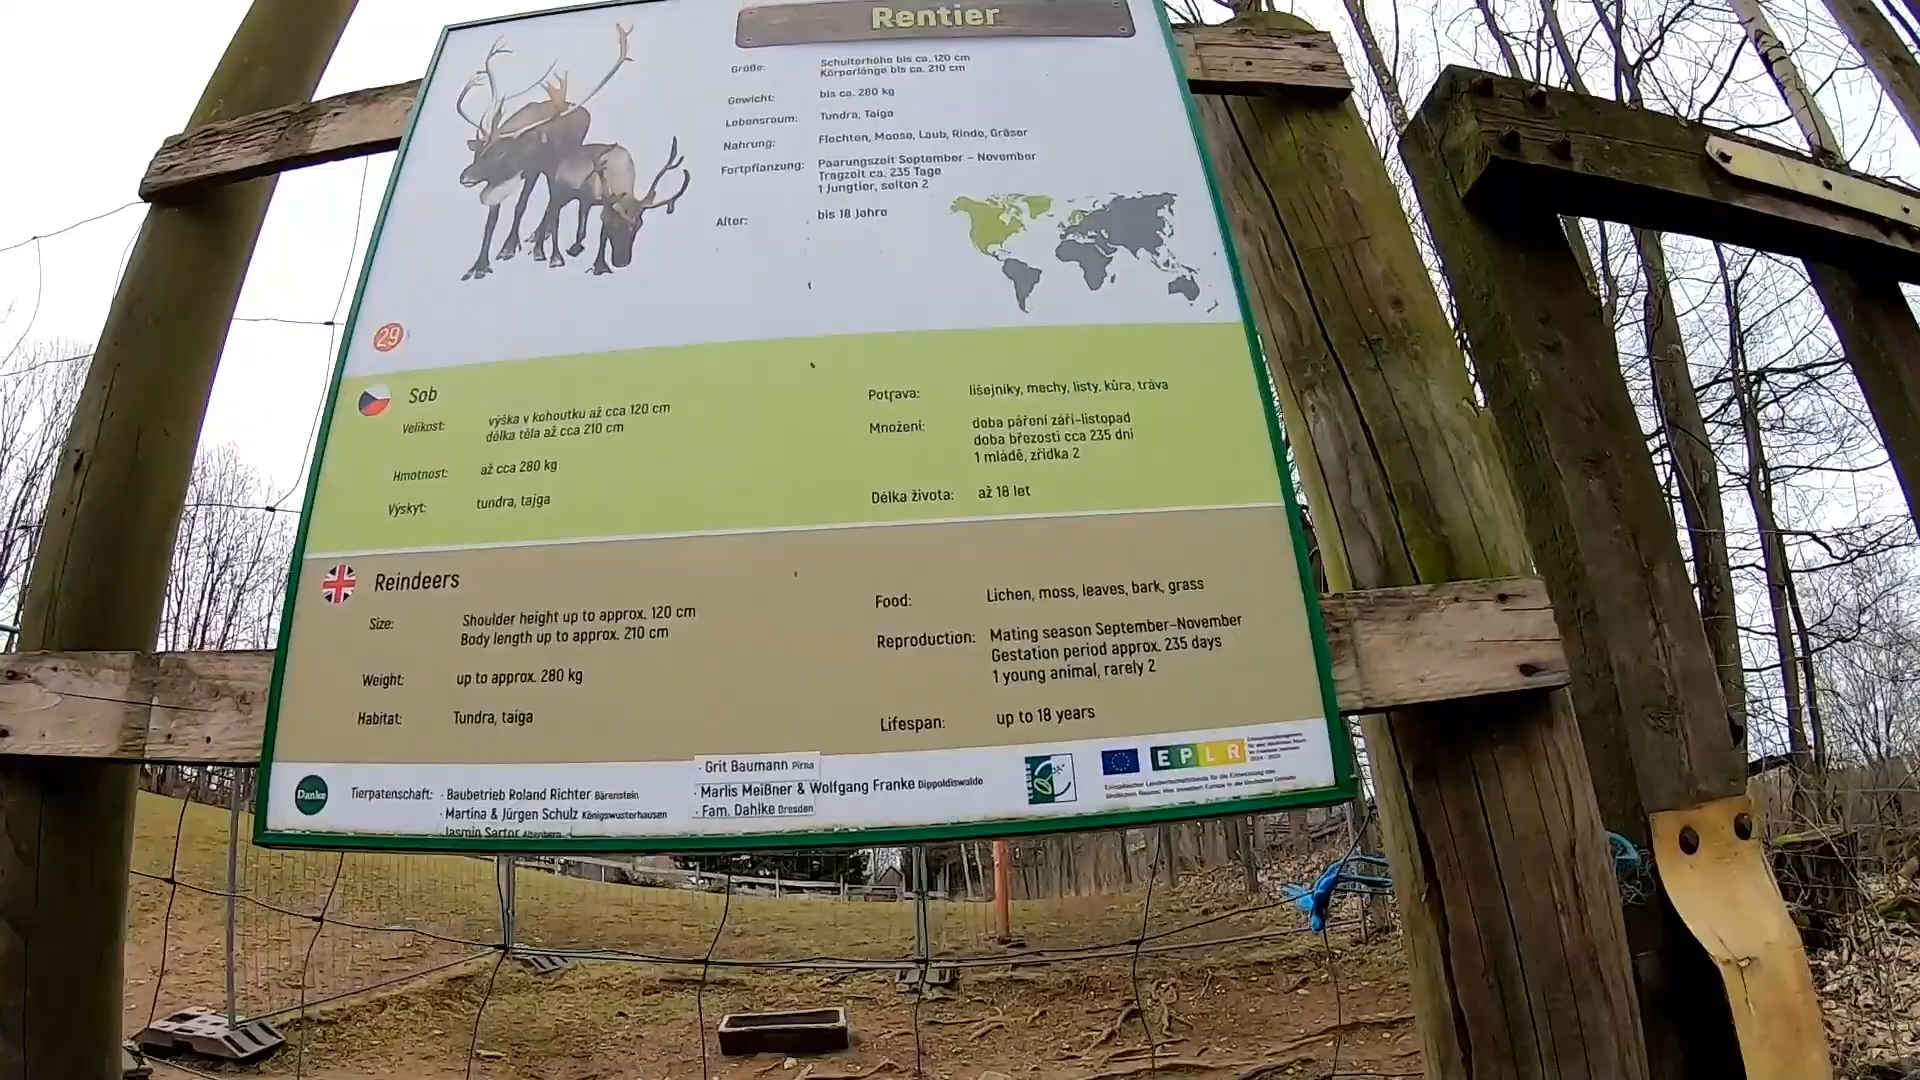 Rentier
Größe: Schulterhöhe bis ca. 120 cm
Körperlänge bis ca. 210 cm
Gewicht: bis ca. 280 kg
Lebensraum: Tundra, Taiga
Nahrung: Flechten, Moose, Laub, Rinde, Gräser
Fortpflanzung: Paarungszeit September – November
Tragzeit ca. 235 Tage
1 Jungtier, selten 2
Alter: bis 18 Jahre
29
Sob
Velikost: výška v kohoutku až cca 120 cm
délka těla až cca 210 cm
Hmotnost: až cca 280 kg
Výskyt: tundra, tajga
Potrava: lišejníky, mechy, listy, kůra, tráva
Množení: doba páření září–listopad
doba březosti cca 235 dní
1 mládě, zřídka 2
Délka života: až 18 let
Reindeers
Size: Shoulder height up to approx. 120 cm
Body length up to approx. 210 cm
Weight: up to approx. 280 kg
Habitat: Tundra, taiga
Food: Lichen, moss, leaves, bark, grass
Reproduction: Mating season September–November
Gestation period approx. 235 days
1 young animal, rarely 2
Lifespan: up to 18 years
Danke
Tierpatenschaft: · Baubetrieb Roland Richter Bärenstein
· Martina & Jürgen Schulz Königswusterhausen
Jasmin Sartor Altenberg
· Grit Baumann Pirna
· Marlis Meißner & Wolfgang Franke Dippoldiswalde
· Fam. Dahlke Dresden
LEADER
EPLR